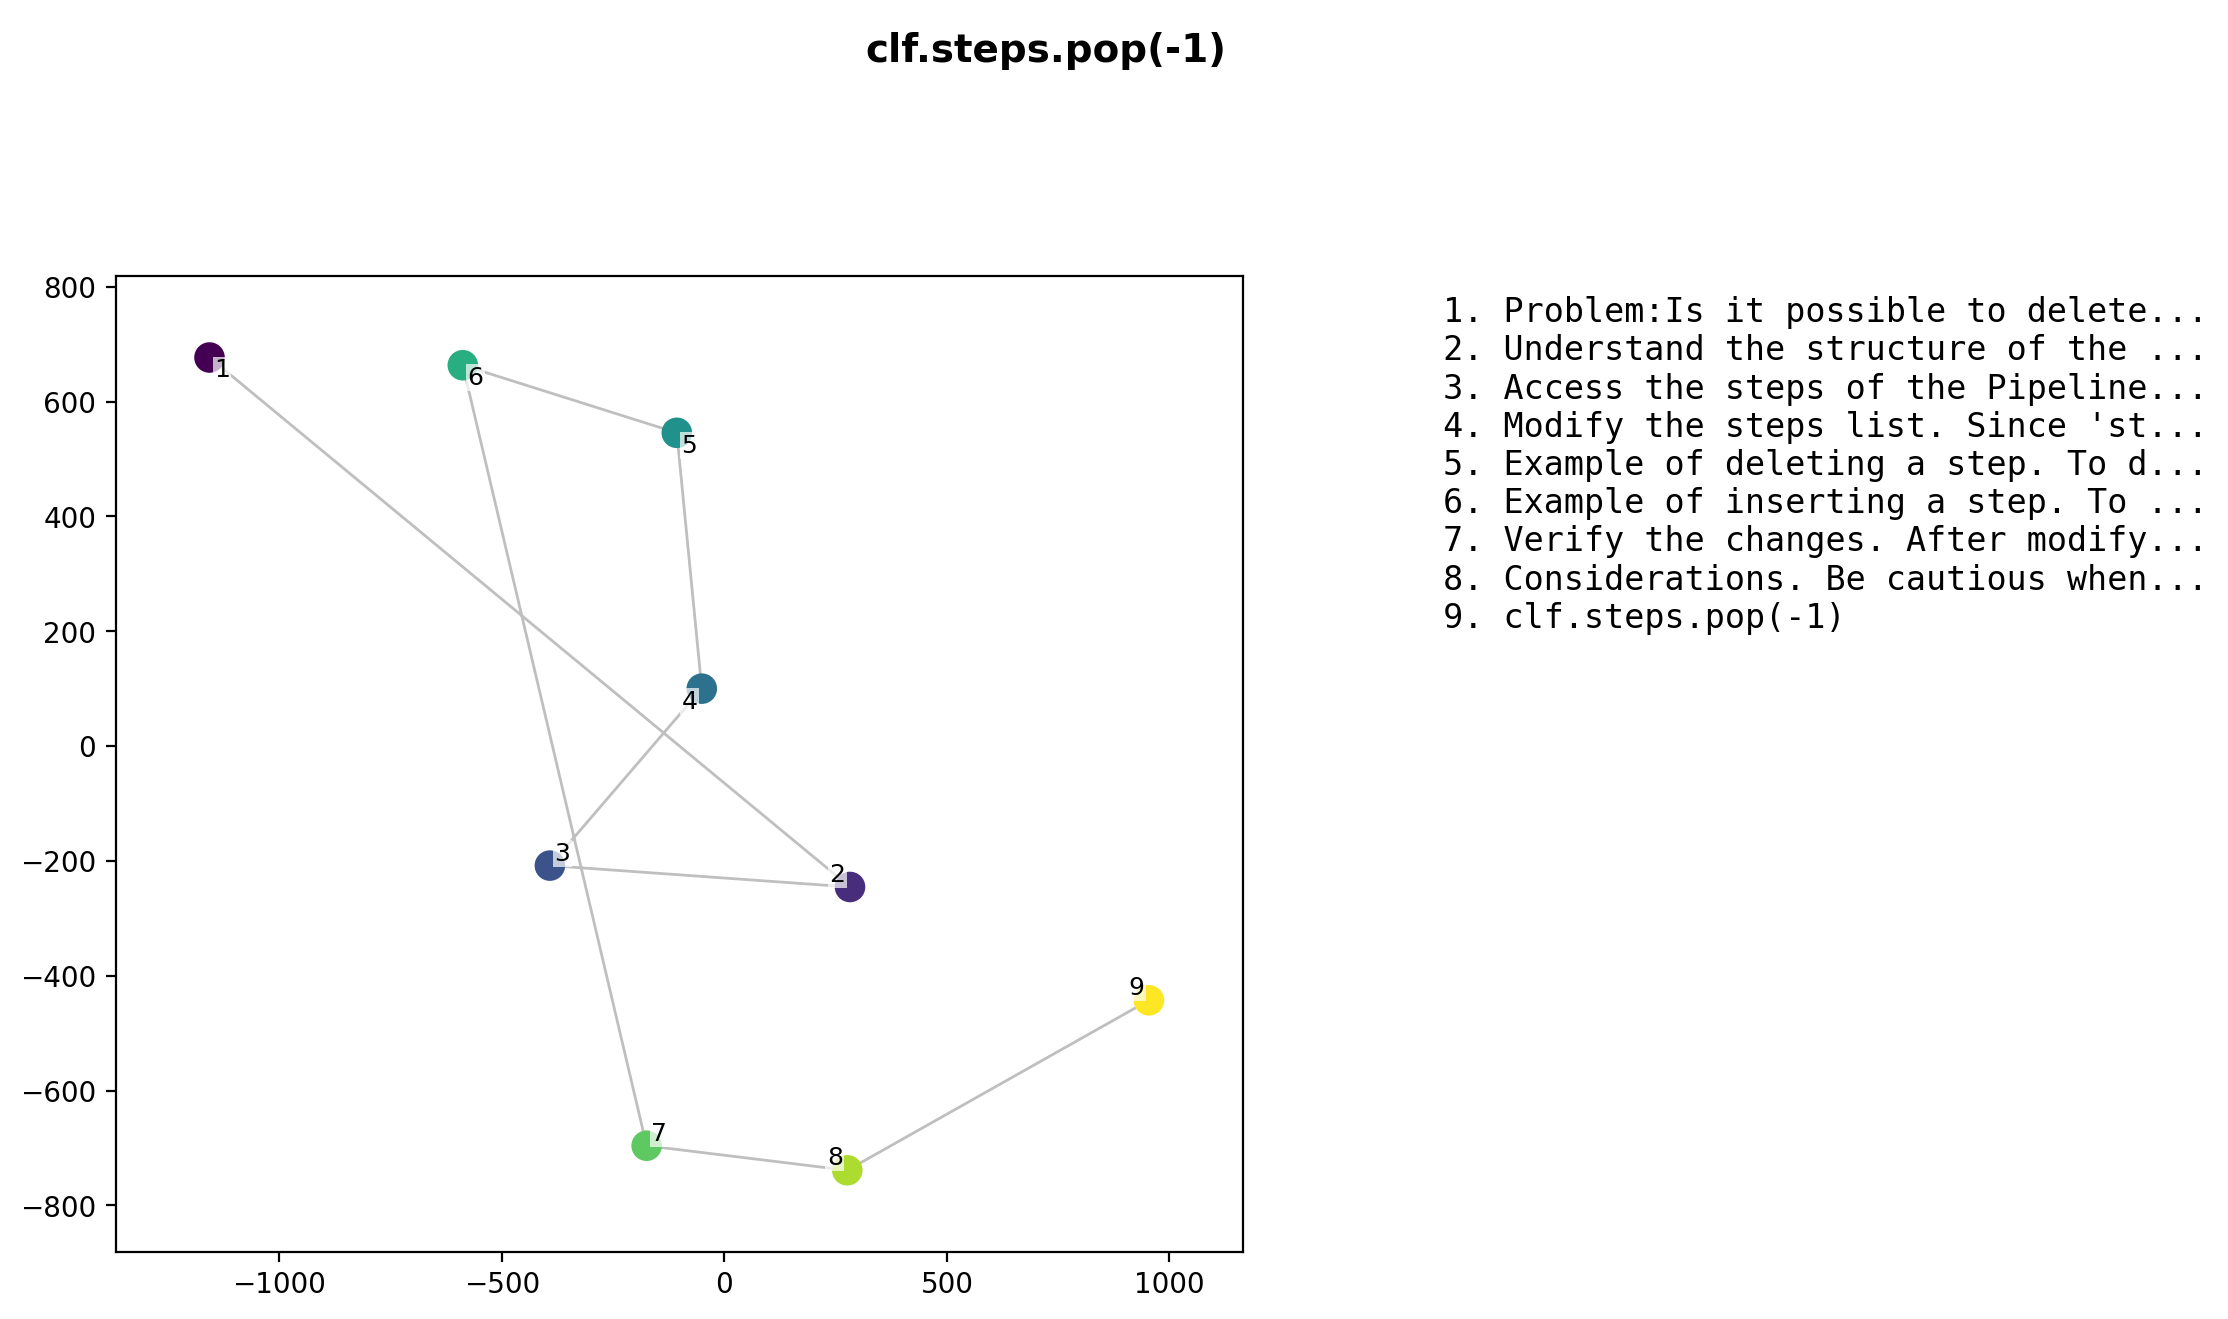 clf.steps.pop(-1)
800
600
400
200
0
−200
−400
−600
−800
−1000
−500
0
500
1000
1
6
5
4
3
2
9
7
8
1. Problem:Is it possible to delete...
2. Understand the structure of the ...
3. Access the steps of the Pipeline...
4. Modify the steps list. Since 'st...
5. Example of deleting a step. To d...
6. Example of inserting a step. To ...
7. Verify the changes. After modify...
8. Considerations. Be cautious when...
9. clf.steps.pop(-1)